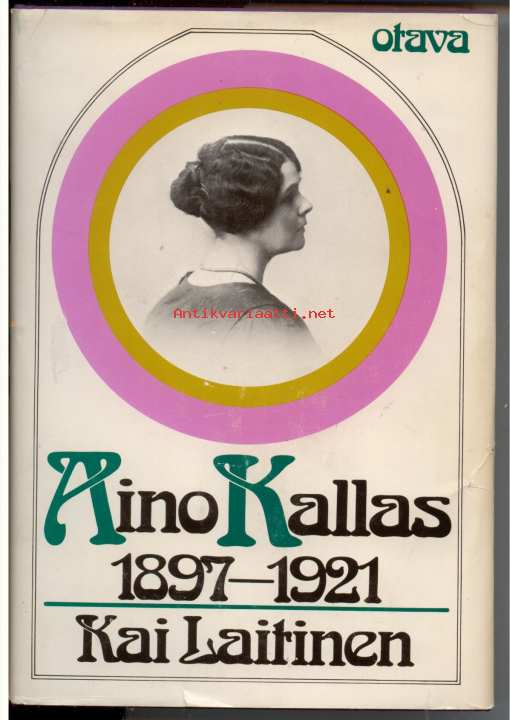 otava
Antikvariaatti.net
Aino Kallas
1897–1921
Kai Laitinen